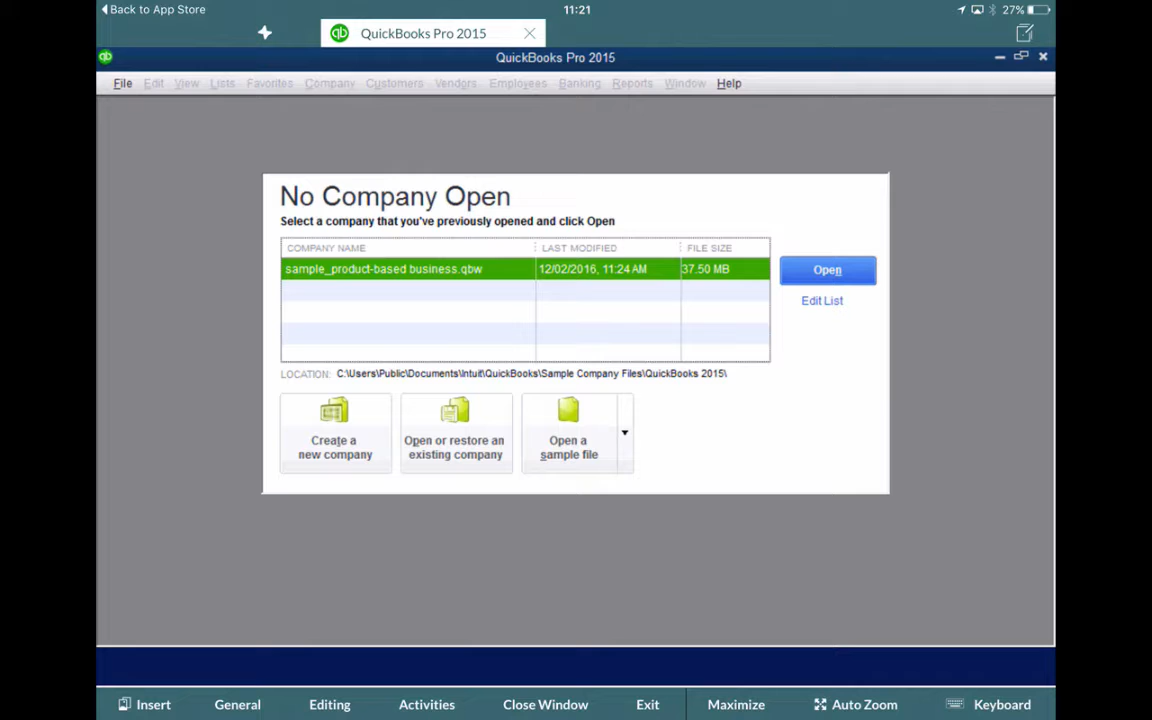 Back to App Store
11:21
27%
qb QuickBooks Pro 2015
qb QuickBooks Pro 2015
File Edit View Lists Favorites Company Customers Vendors Employees Banking Reports Window Help
No Company Open
Select a company that you've previously opened and click Open
COMPANY NAME LAST MODIFIED FILE SIZE
sample_product-based business.qbw 12/02/2016, 11:24 AM 37.50 MB
Open
Edit List
LOCATION: C:\Users\Public\Documents\Intuit\QuickBooks\Sample Company Files\QuickBooks 2015\
Create a
new company
Open or restore an
existing company
Open a
sample file
Insert General Editing Activities Close Window Exit Maximize Auto Zoom Keyboard